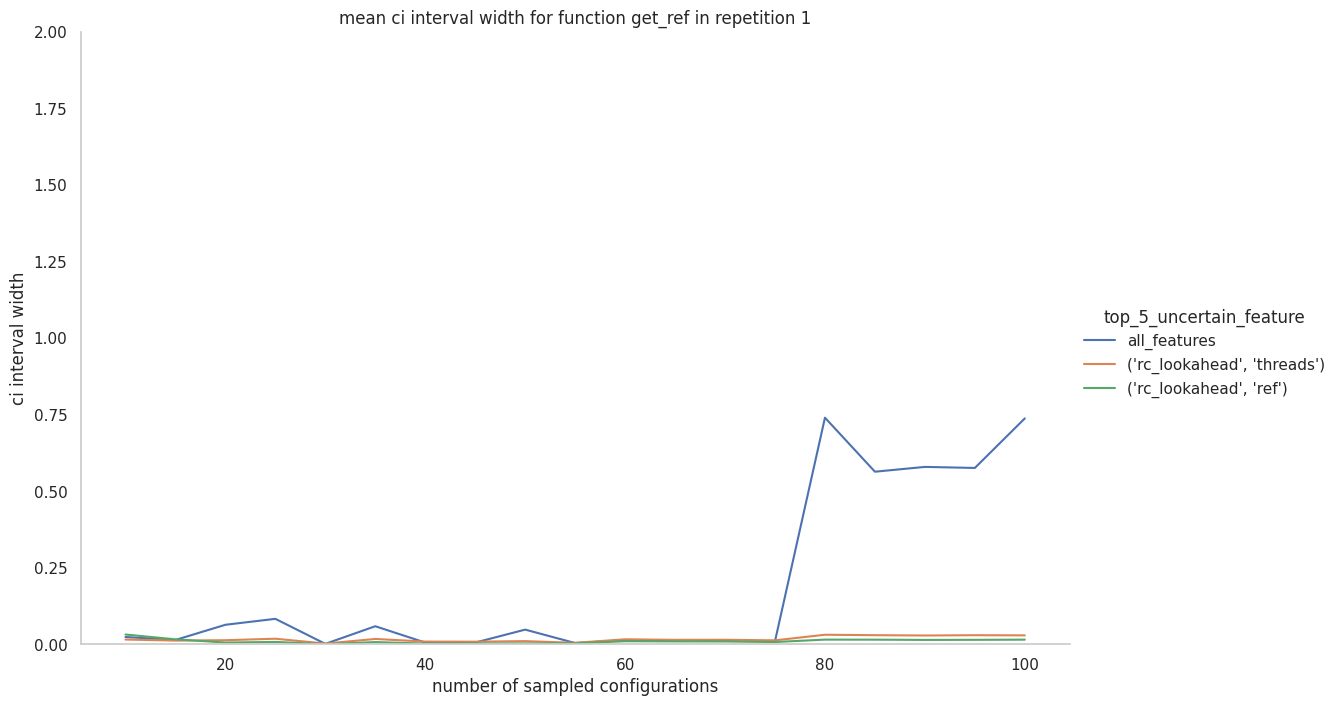 mean ci interval width for function get_ref in repetition 1
2.00
1.75
1.50
1.25
1.00
0.75
0.50
0.25
0.00
ci interval width
20
40
60
80
100
number of sampled configurations
top_5_uncertain_feature
all_features
('rc_lookahead', 'threads')
('rc_lookahead', 'ref')